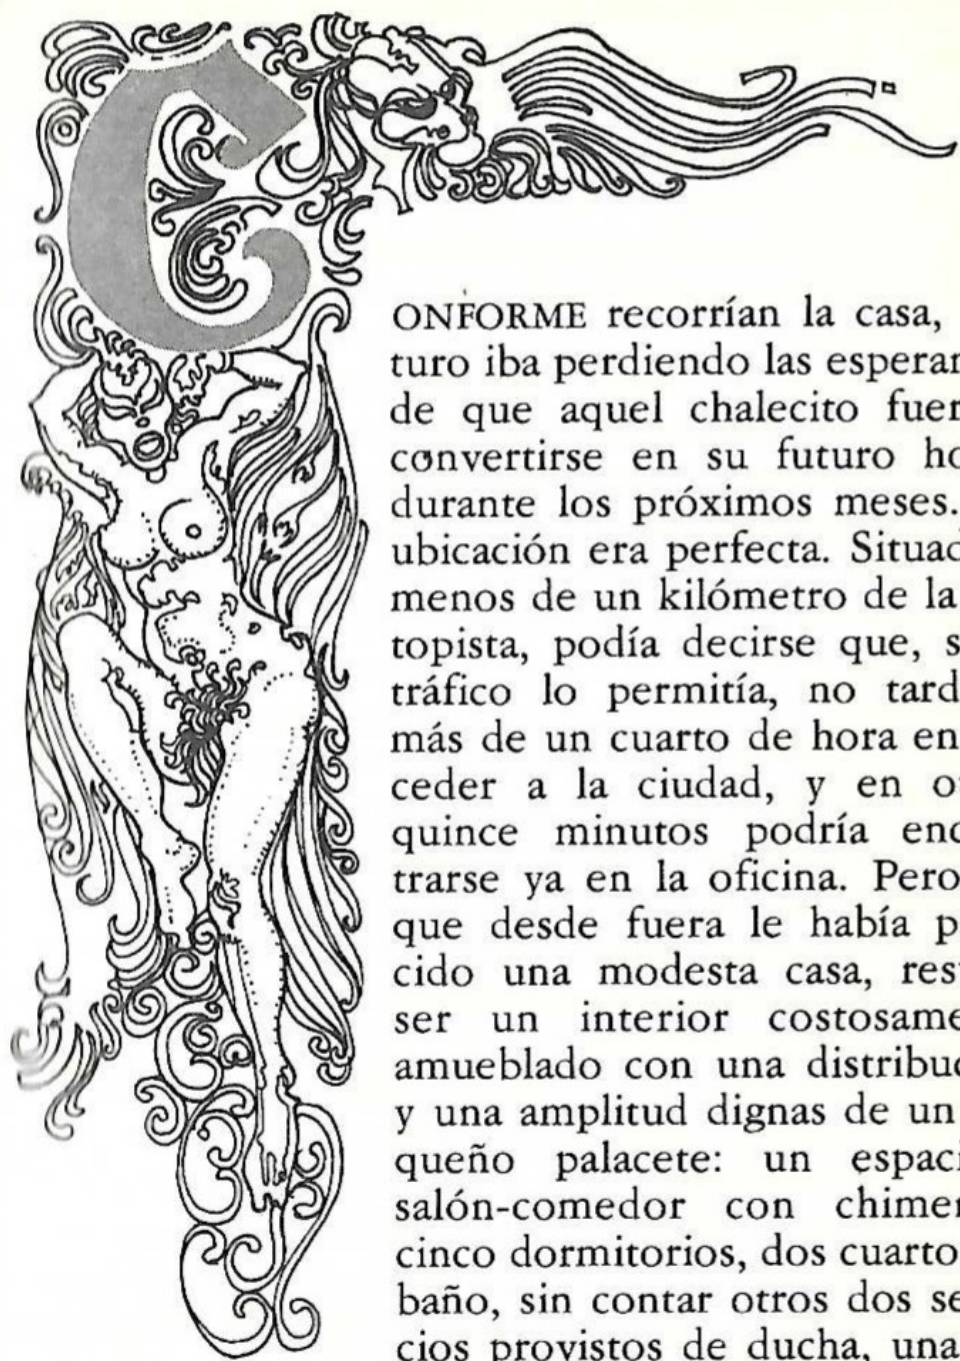 CONFORME recorrían la casa,
turo iba perdiendo las esperan
de que aquel chalecito fuer
convertirse en su futuro ho
durante los próximos meses.
ubicación era perfecta. Situad
menos de un kilómetro de la
topista, podía decirse que, s
tráfico lo permitía, no tard
más de un cuarto de hora en
ceder a la ciudad, y en o
quince minutos podría enc
trarse ya en la oficina. Pero
que desde fuera le había p
cido una modesta casa, res
ser un interior costosame
amueblado con una distribuc
y una amplitud dignas de un
queño palacete: un espaci
salón-comedor con chimer
cinco dormitorios, dos cuarto
baño, sin contar otros dos se
cios provistos de ducha, una